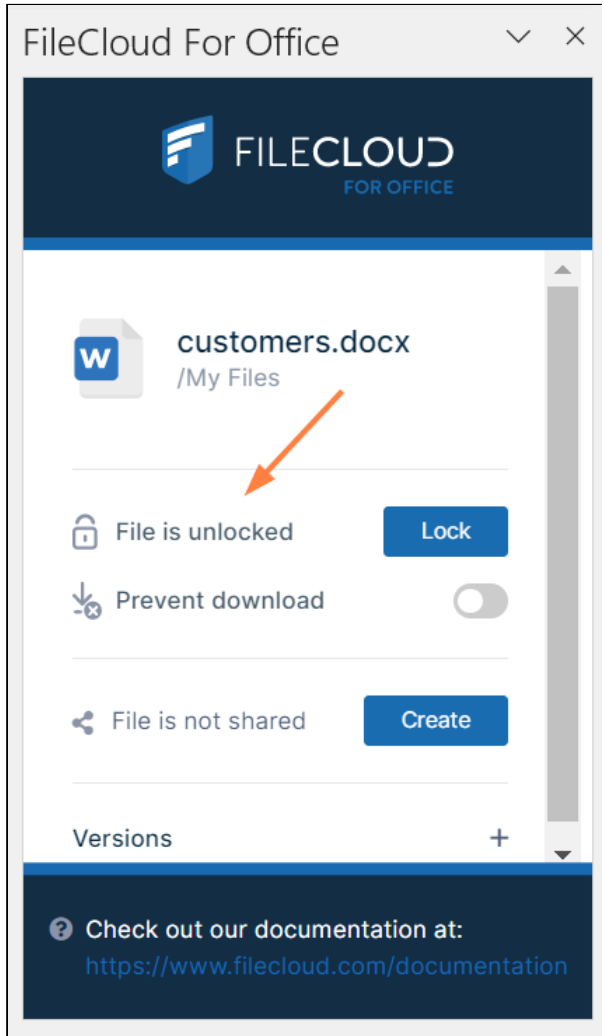 FileCloud For Office
FILECLOUD
FOR OFFICE
W
customers.docx
/My Files
File is unlocked
Lock
Prevent download
File is not shared
Create
Versions +
Check out our documentation at:
https://www.filecloud.com/documentation